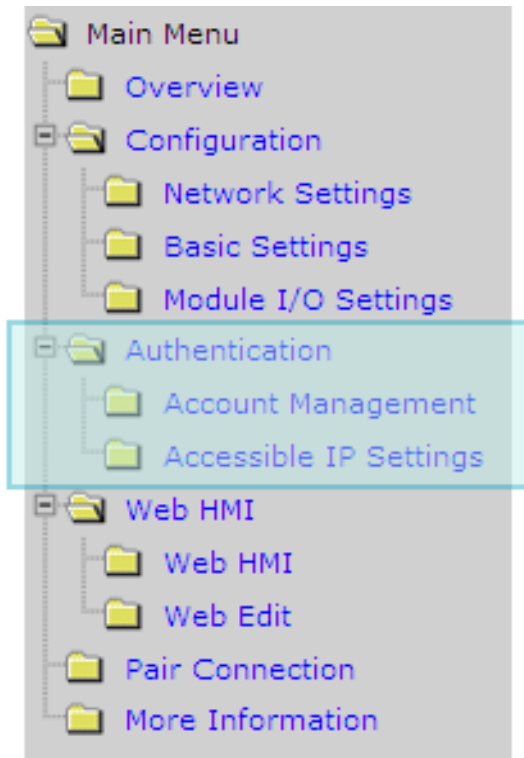 Main Menu
Overview
Configuration
Network Settings
Basic Settings
Module I/O Settings
Authentication
Account Management
Accessible IP Settings
Web HMI
Web HMI
Web Edit
Pair Connection
More Information